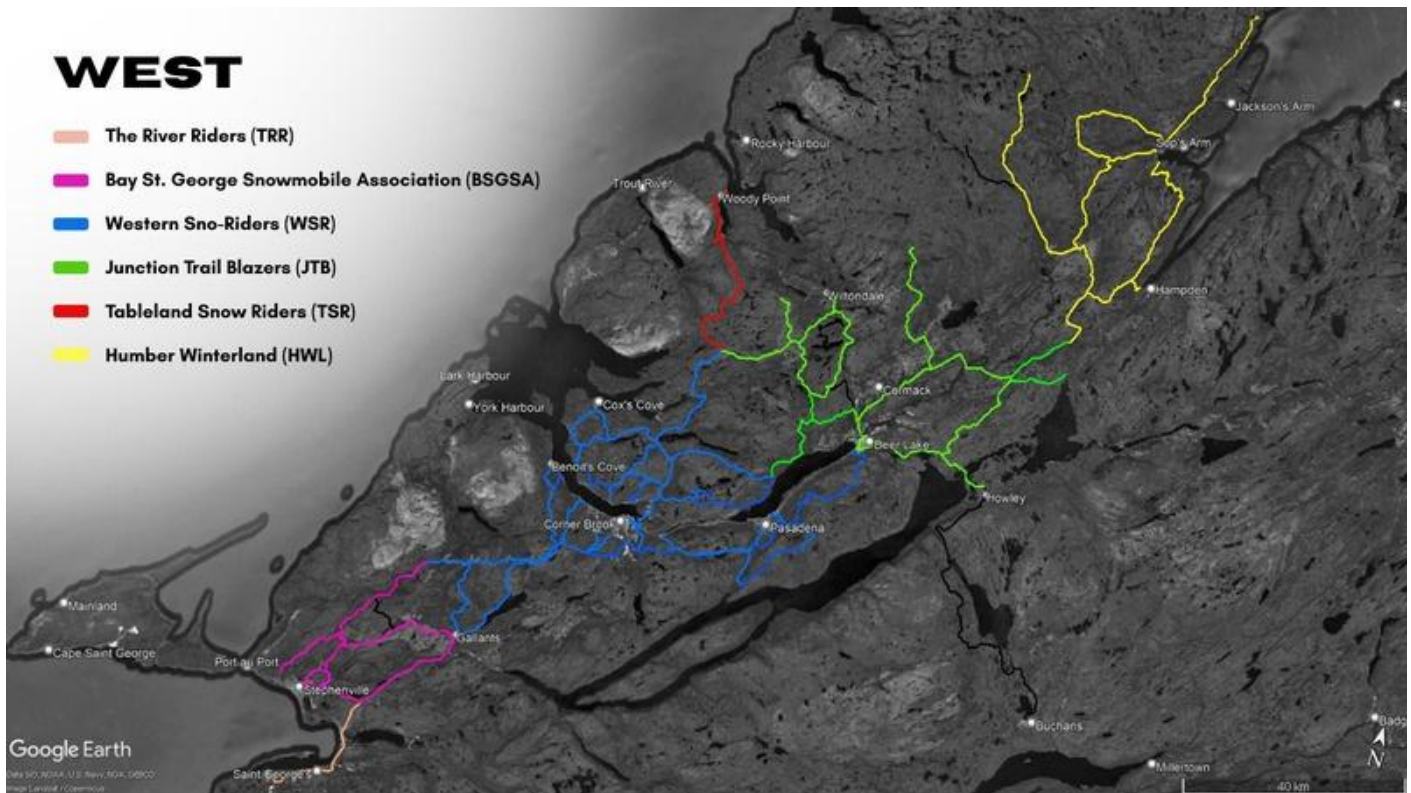 WEST
The River Riders (TRR)
Bay St. George Snowmobile Association (BSGSA)
Western Sno-Riders (WSR)
Junction Trail Blazers (JTB)
Tableland Snow Riders (TSR)
Humber Winterland (HWL)
Jackson's Arm
Sop's Arm
Rocky Harbour
Trout River
Woody Point
Hampden
Wiltondale
Lark Harbour
York Harbour
Cox's Cove
Cormack
Deer Lake
Benoit's Cove
Howley
Corner Brook
Pasadena
Mainland
Gallants
Cape Saint George
Port au Port
Stephenville
Buchans
Badg
Google Earth
Saint George's
Millertown
N
40 km